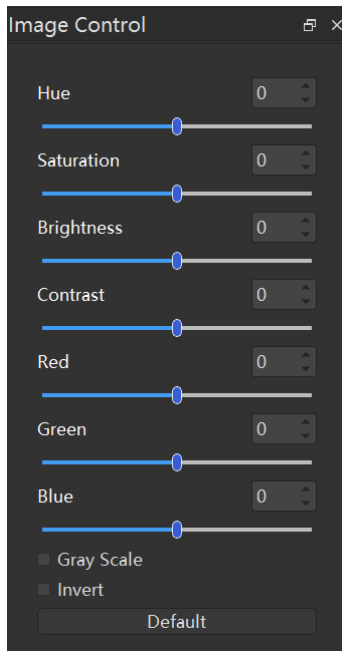 Image Control
Hue 0
Saturation 0
Brightness 0
Contrast 0
Red 0
Green 0
Blue 0
Gray Scale
Invert
Default